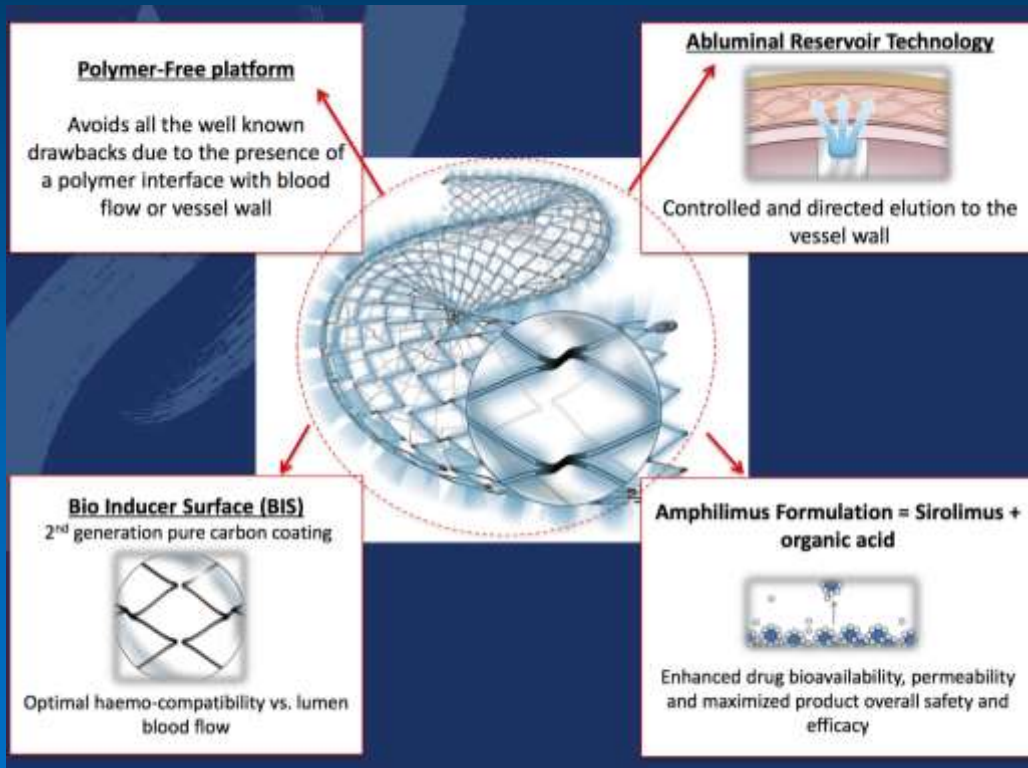 Polymer-Free platform
Avoids all the well known
drawbacks due to the presence of
a polymer interface with blood
flow or vessel wall
Abluminal Reservoir Technology
Controlled and directed elution to the
vessel wall
Bio Inducer Surface (BIS)
2nd generation pure carbon coating
Optimal haemo-compatibility vs. lumen
blood flow
Amphilimus Formulation = Sirolimus +
organic acid
Enhanced drug bioavailability, permeability
and maximized product overall safety and
efficacy